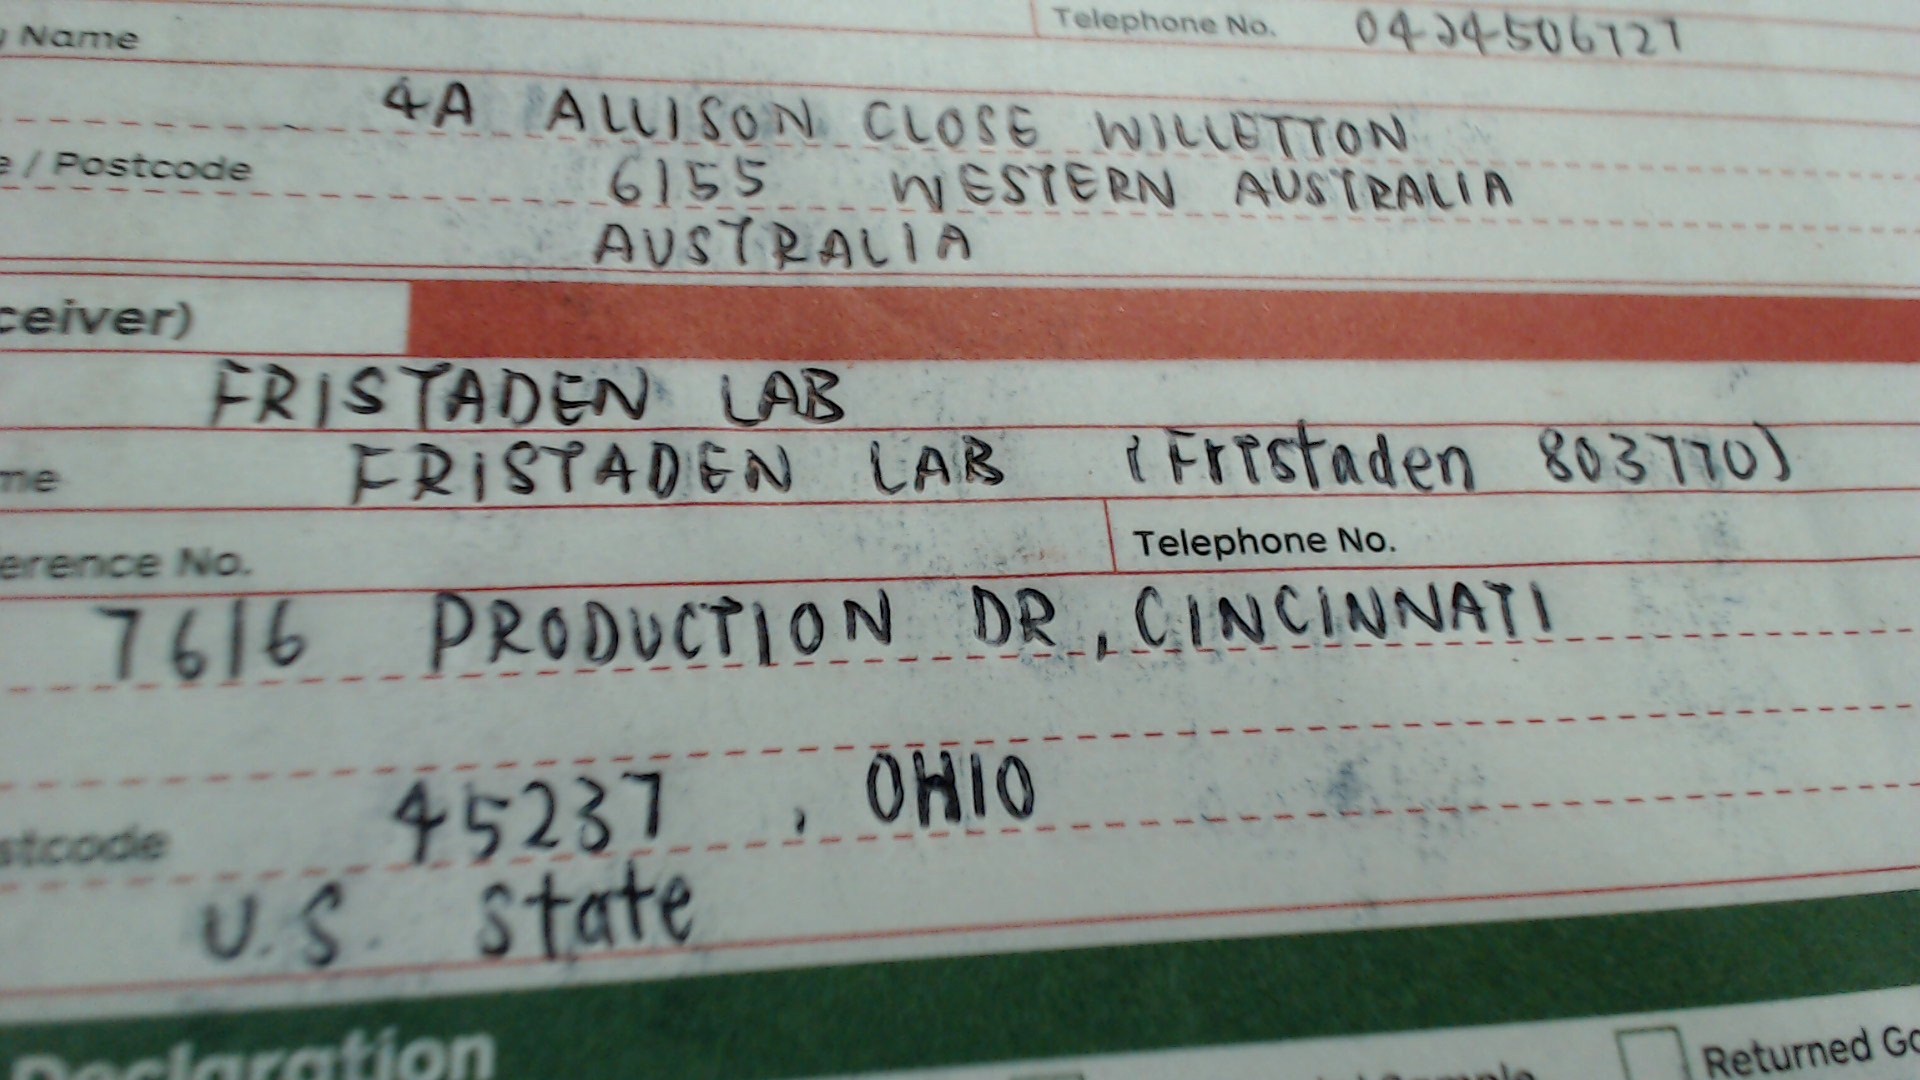 Name
Telephone No. 0424506727
4A ALLISON CLOSE WILLETTON
e / Postcode 6155 WESTERN AUSTRALIA
AUSTRALIA
ceiver)
FRISTADEN LAB
me FRISTADEN LAB (Fristaden 803770)
erence No.
Telephone No.
7616 PRODUCTION DR, CINCINNATI
stcode 45237, OHIO
U.S. State
Declaration
Returned Go